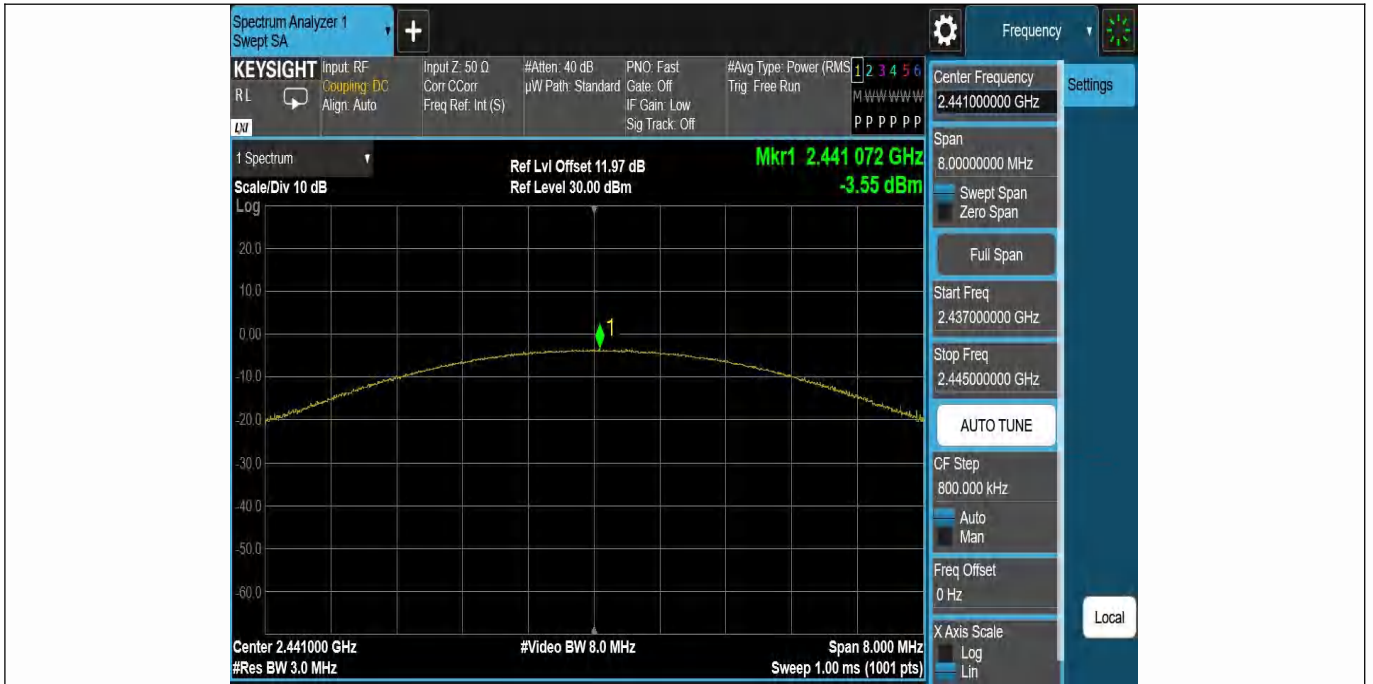 Spectrum Analyzer 1
Swept SA
+
Frequency
KEYSIGHT
RL
LXI
Input: RF
Coupling: DC
Align: Auto
Input Z: 50 Ω
Corr CCorr
Freq Ref: Int (S)
#Atten: 40 dB
µW Path: Standard
PNO: Fast
Gate: Off
IF Gain: Low
Sig Track: Off
#Avg Type: Power (RMS
Trig: Free Run
1 2 3 4 5 6
M W W W W W
P P P P P P
1 Spectrum
Scale/Div 10 dB
Log
Ref Lvl Offset 11.97 dB
Ref Level 30.00 dBm
Mkr1 2.441 072 GHz
-3.55 dBm
20.0
10.0
0.00
-10.0
-20.0
-30.0
-40.0
-50.0
-60.0
1
Center 2.441000 GHz
#Res BW 3.0 MHz
#Video BW 8.0 MHz
Span 8.000 MHz
Sweep 1.00 ms (1001 pts)
Center Frequency
2.441000000 GHz
Span
8.00000000 MHz
Swept Span
Zero Span
Full Span
Start Freq
2.437000000 GHz
Stop Freq
2.445000000 GHz
AUTO TUNE
CF Step
800.000 kHz
Auto
Man
Freq Offset
0 Hz
X Axis Scale
Log
Lin
Settings
Local